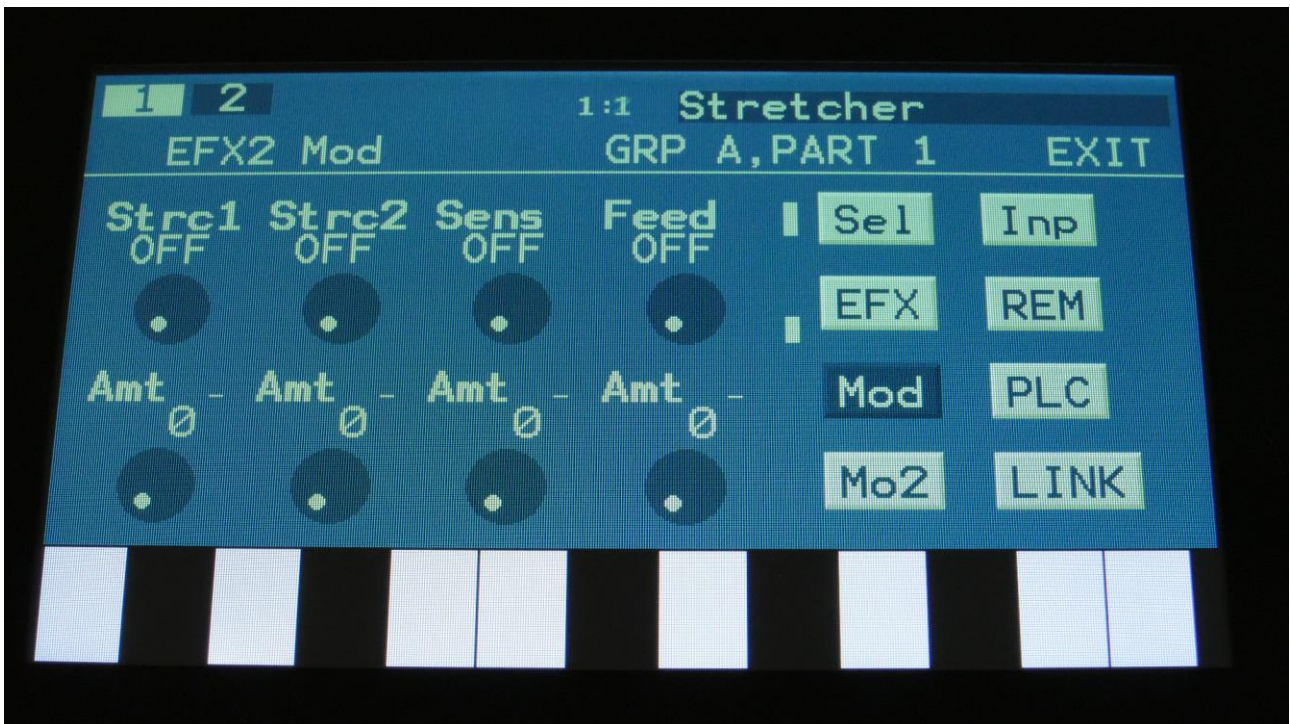 1 2 1:1 Stretcher
EFX2 Mod GRP A,PART 1 EXIT
Strc1 Strc2 Sens Feed Sel Inp
OFF OFF OFF OFF
EFX REM
Amt - Amt - Amt - Amt - Mod PLC
0 0 0 0
Mo2 LINK